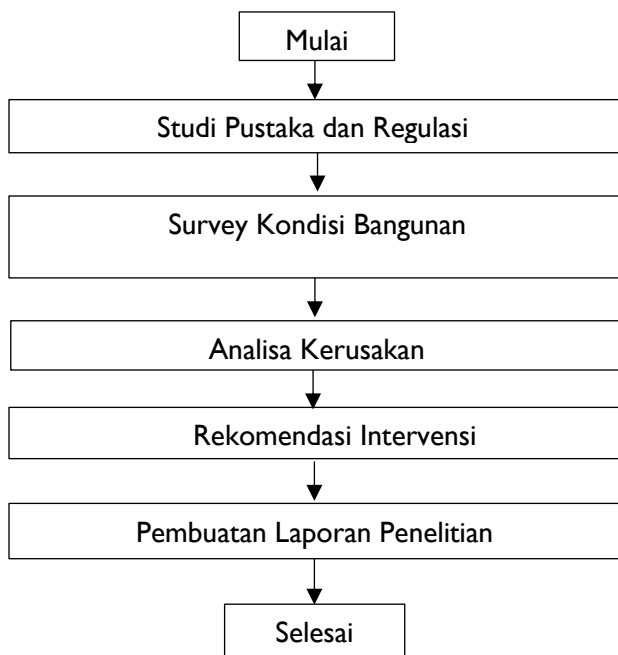 Mulai
Studi Pustaka dan Regulasi
Survey Kondisi Bangunan
Analisa Kerusakan
Rekomendasi Intervensi
Pembuatan Laporan Penelitian
Selesai